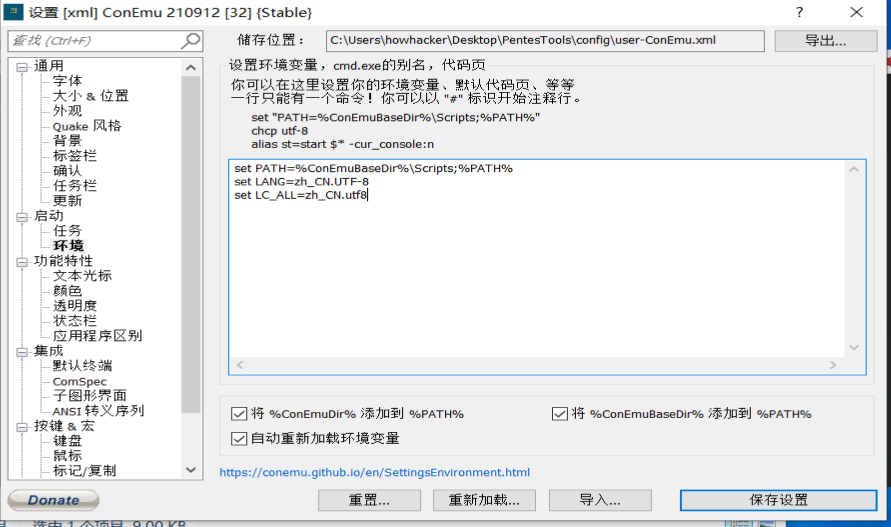 设置 [xml] ConEmu 210912 [32] {Stable}
?
查找 (Ctrl+F)
储存位置：
C:\Users\howhacker\Desktop\PentesTools\config\user-ConEmu.xml
导出...
通用
字体
大小 & 位置
外观
Quake 风格
背景
标签栏
确认
任务栏
更新
启动
任务
环境
功能特性
文本光标
颜色
透明度
状态栏
应用程序区别
集成
默认终端
ComSpec
子图形界面
ANSI 转义序列
按键 & 宏
键盘
鼠标
标记/复制
设置环境变量，cmd.exe的别名，代码页
你可以在这里设置你的环境变量、默认代码页、等等
一行只能有一个命令！你可以以 "#" 标识开始注释行。
set "PATH=%ConEmuBaseDir%\Scripts;%PATH%"
chcp utf-8
alias st=start $* -cur_console:n
set PATH=%ConEmuBaseDir%\Scripts;%PATH%
set LANG=zh_CN.UTF-8
set LC_ALL=zh_CN.utf8
将 %ConEmuDir% 添加到 %PATH%
将 %ConEmuBaseDir% 添加到 %PATH%
自动重新加载环境变量
https://conemu.github.io/en/SettingsEnvironment.html
Donate
重置...
重新加载...
导入...
保存设置
选中 1 个项目 9.00 KB